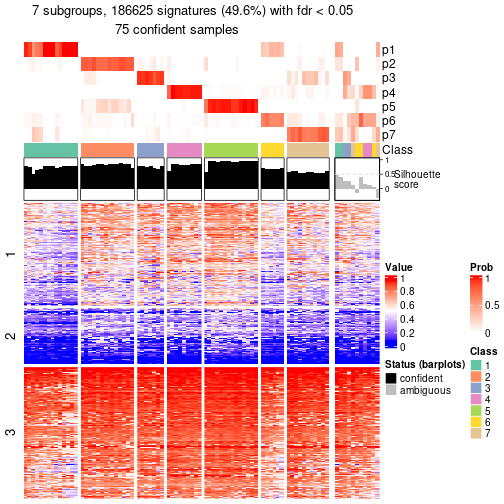 7 subgroups, 186625 signatures (49.6%) with fdr < 0.05
75 confident samples
p1
p2
p3
p4
p5
p6
p7
Class
1
0.5
0
Silhouette
score
1
2
3
Value
1
0.8
0.6
0.4
0.2
0
Prob
1
0.5
0
Status (barplots)
confident
ambiguous
Class
1
2
3
4
5
6
7